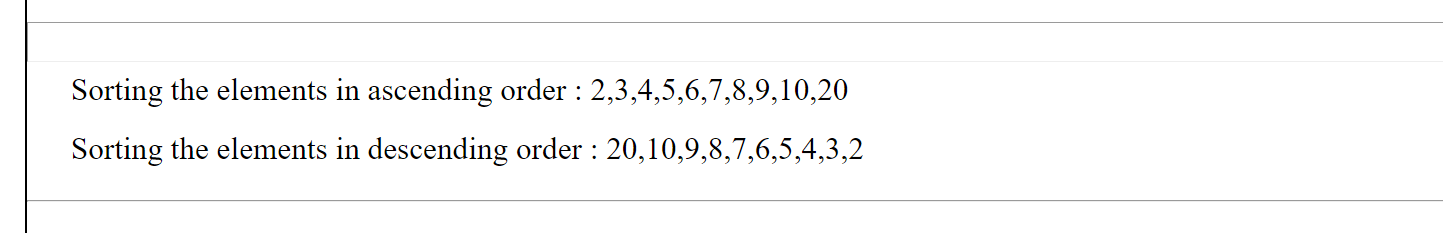 Sorting the elements in ascending order : 2,3,4,5,6,7,8,9,10,20
Sorting the elements in descending order : 20,10,9,8,7,6,5,4,3,2